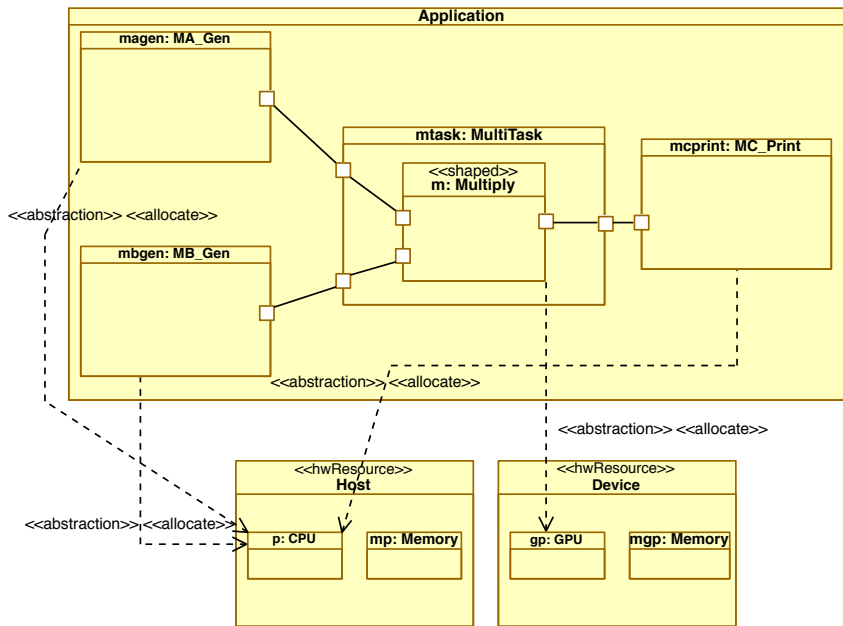 Application
magen: MA_Gen
mtask: MultiTask
mcprint: MC_Print
<<shaped>>
m: Multiply
<<abstraction>> <<allocate>>
mbgen: MB_Gen
<<abstraction>> <<allocate>>
<<abstraction>> <<allocate>>
<<hwResource>>
Host
<<hwResource>>
Device
<<abstraction>> <<allocate>>
p: CPU
mp: Memory
gp: GPU
mgp: Memory